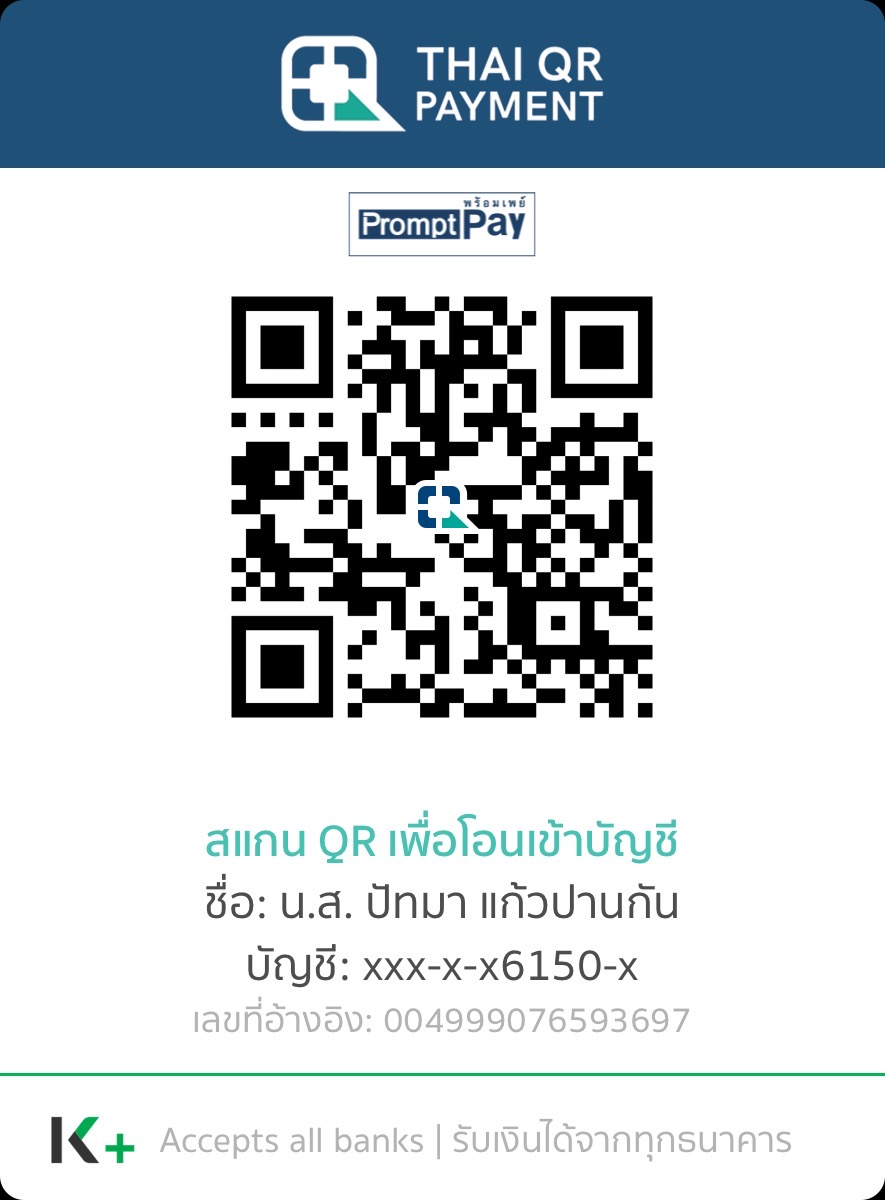 THAI QR
PAYMENT
พร้อมเพย์
PromptPay
สแกน QR เพื่อโอนเข้าบัญชี
ชื่อ: น.ส. ปัทมา แก้วปานกัน
บัญชี: xxx-x-x6150-x
เลขที่อ้างอิง: 004999076593697
K+ Accepts all banks | รับเงินได้จากทุกธนาคาร